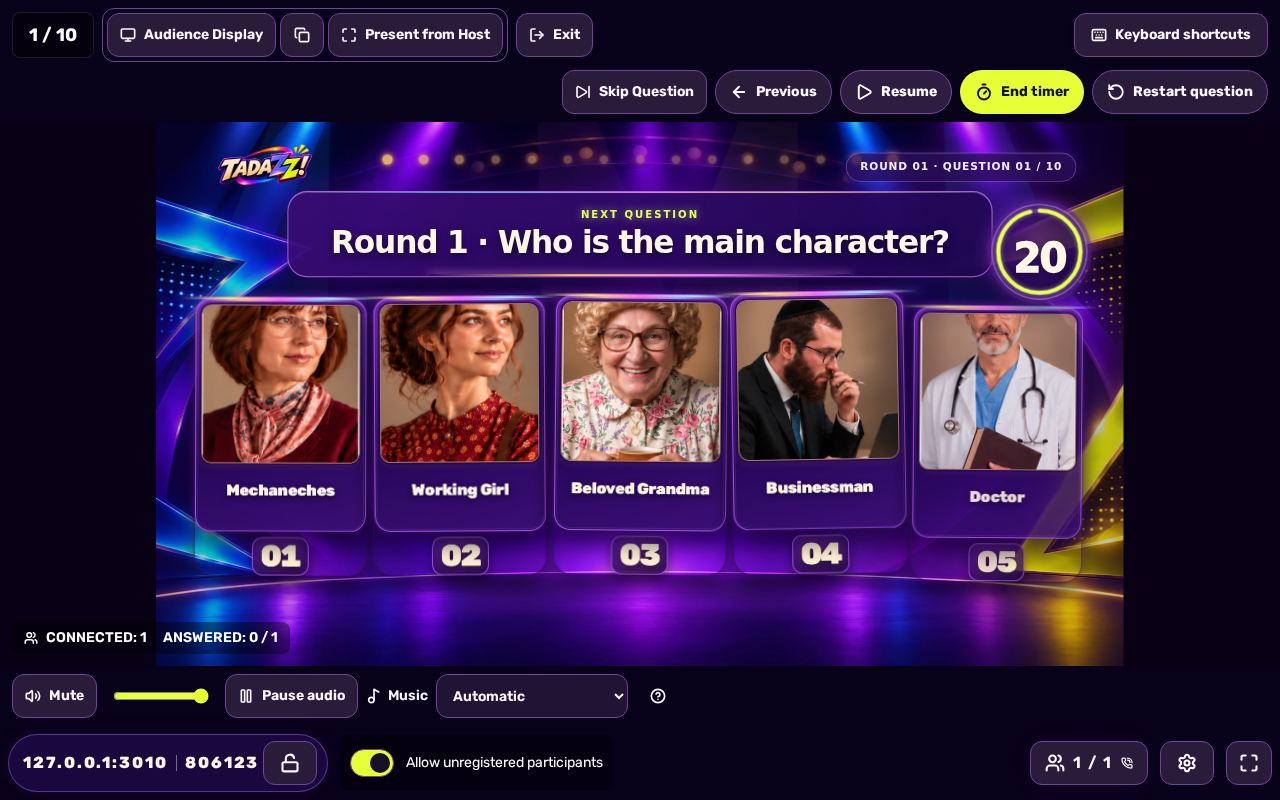 1 / 10
Audience Display
Present from Host
Exit
Keyboard shortcuts
Skip Question
Previous
Resume
End timer
Restart question
TADAZZ!
ROUND 01 · QUESTION 01 / 10
NEXT QUESTION
Round 1 · Who is the main character?
20
Mechaneches
Working Girl
Beloved Grandma
Businessman
Doctor
01
02
03
04
05
CONNECTED: 1 ANSWERED: 0 / 1
Mute
Pause audio
Music
Automatic
127.0.0.1:3010 | 806123
Allow unregistered participants
1 / 1